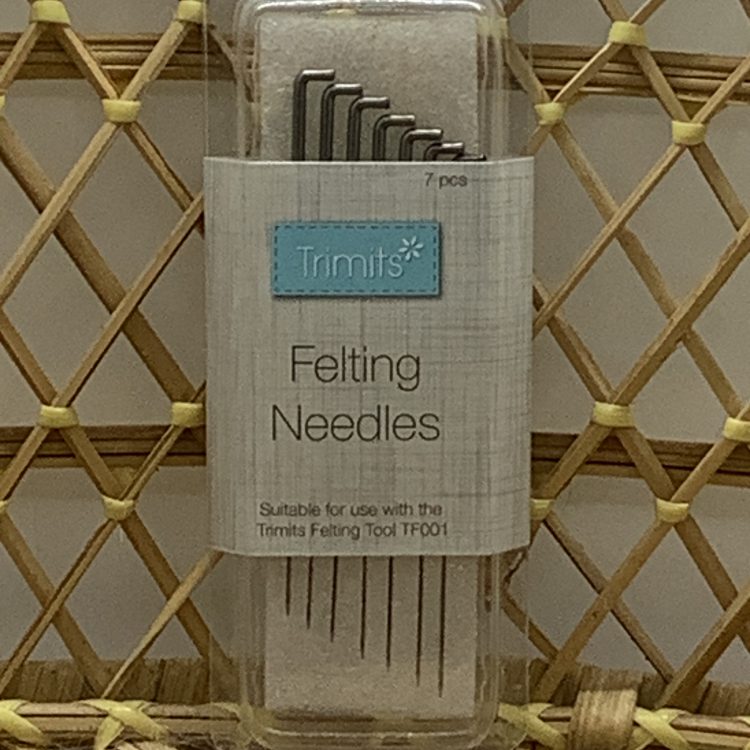 7 pcs
Trimits
Felting
Needles
Suitable for use with the
Trimits Felting Tool TF001